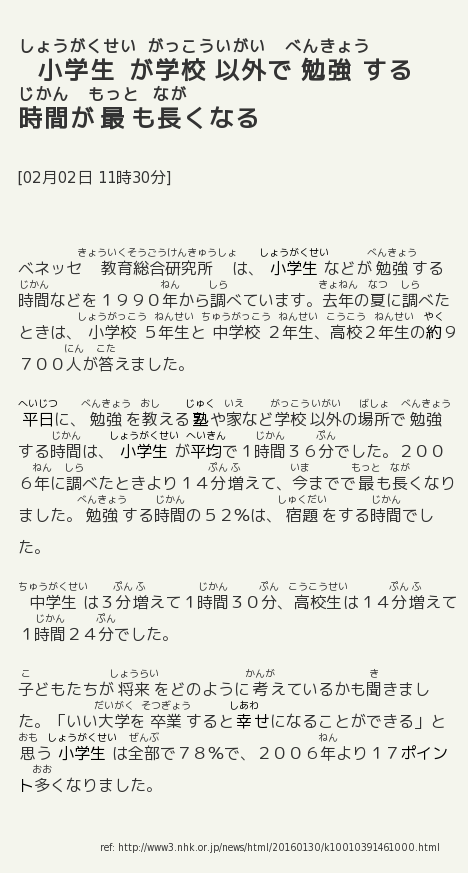 しょうがくせい がっこういがい べんきょう
小学生 が学校 以外で 勉強 する
じかん もっと なが
時間が 最 も長くなる
[02月02日 11時30分]
きょういくそうごうけんきゅうしょ しょうがくせい べんきょう
ベネッセ 教育総合研究所 は、 小学生 などが 勉強 する
じかん ねん しら きょねん なつ しら
時間などを１９９０年から調べています。去年の夏に調べた
しょうがっこう ねんせい ちゅうがっこう ねんせい こうこう ねんせい やく
ときは、 小学校 ５年生と 中学校 ２年生、高校２年生の約９
にん こた
７００人が答えました。
へいじつ べんきょう おし じゅく いえ がっこういがい ばしょ べんきょう
平日に、 勉強 を教える塾や家など学校 以外の場所で 勉強
じかん しょうがくせい へいきん じかん ぷん
する時間は、 小学生 が平均で１時間３６分でした。２００
ねん しら ぷん ふ いま もっと なが
６年に調べたときより１４分増えて、今までで最も長くなり
べんきょう じかん しゅくだい じかん
ました。 勉強 する時間の５２％は、 宿題 をする時間でし
た。
ちゅうがくせい ぷん ふ じかん ぷん こうこうせい ぷん ふ
中学生 は３分増えて１時間３０分、高校生は１４分増えて
じかん ぷん
１時間２４分でした。
こ しょうらい かんが き
子どもたちが 将来 をどのように考えているかも聞きまし
だいがく そつぎょう しあわ
た。「いい大学を 卒業 すると幸せになることができる」と
おも しょうがくせい ぜんぶ ねん
思う 小学生 は全部で７８％で、２００６年より１７ポイン
おお
ト多くなりました。
ref: http://www3.nhk.or.jp/news/html/20160130/k10010391461000.html